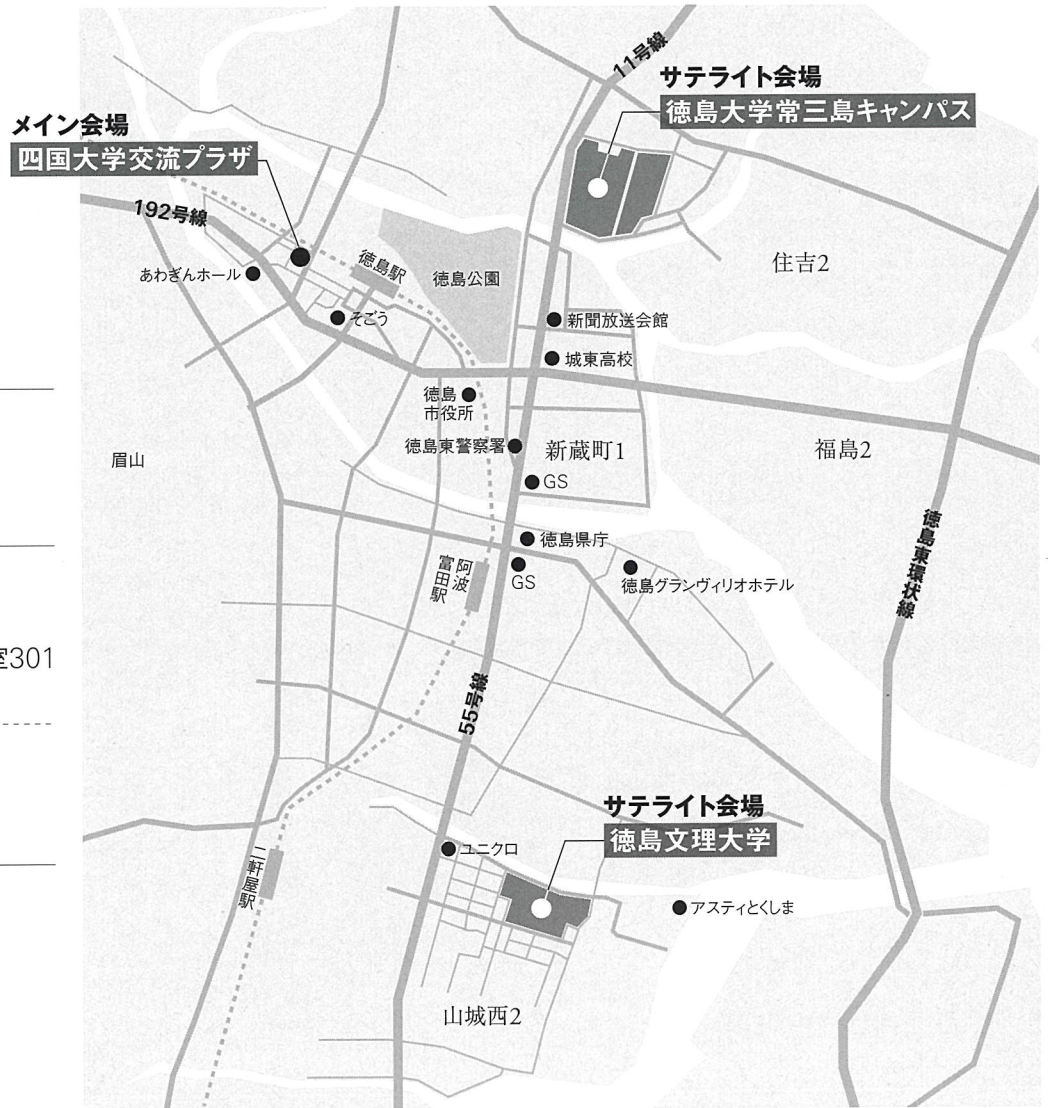 11号線
サテライト会場
徳島大学常三島キャンパス
メイン会場
四国大学交流プラザ
192号線
あわぎんホール
徳島駅
徳島公園
住吉2
そごう
新聞放送会館
城東高校
徳島
市役所
徳島東警察署
新蔵町1
福島2
眉山
GS
徳島東環状線
徳島県庁
阿波
富田駅
GS
徳島グランヴィリオホテル
室301
55号線
サテライト会場
徳島文理大学
ユニクロ
二軒屋駅
アスティとくしま
山城西2